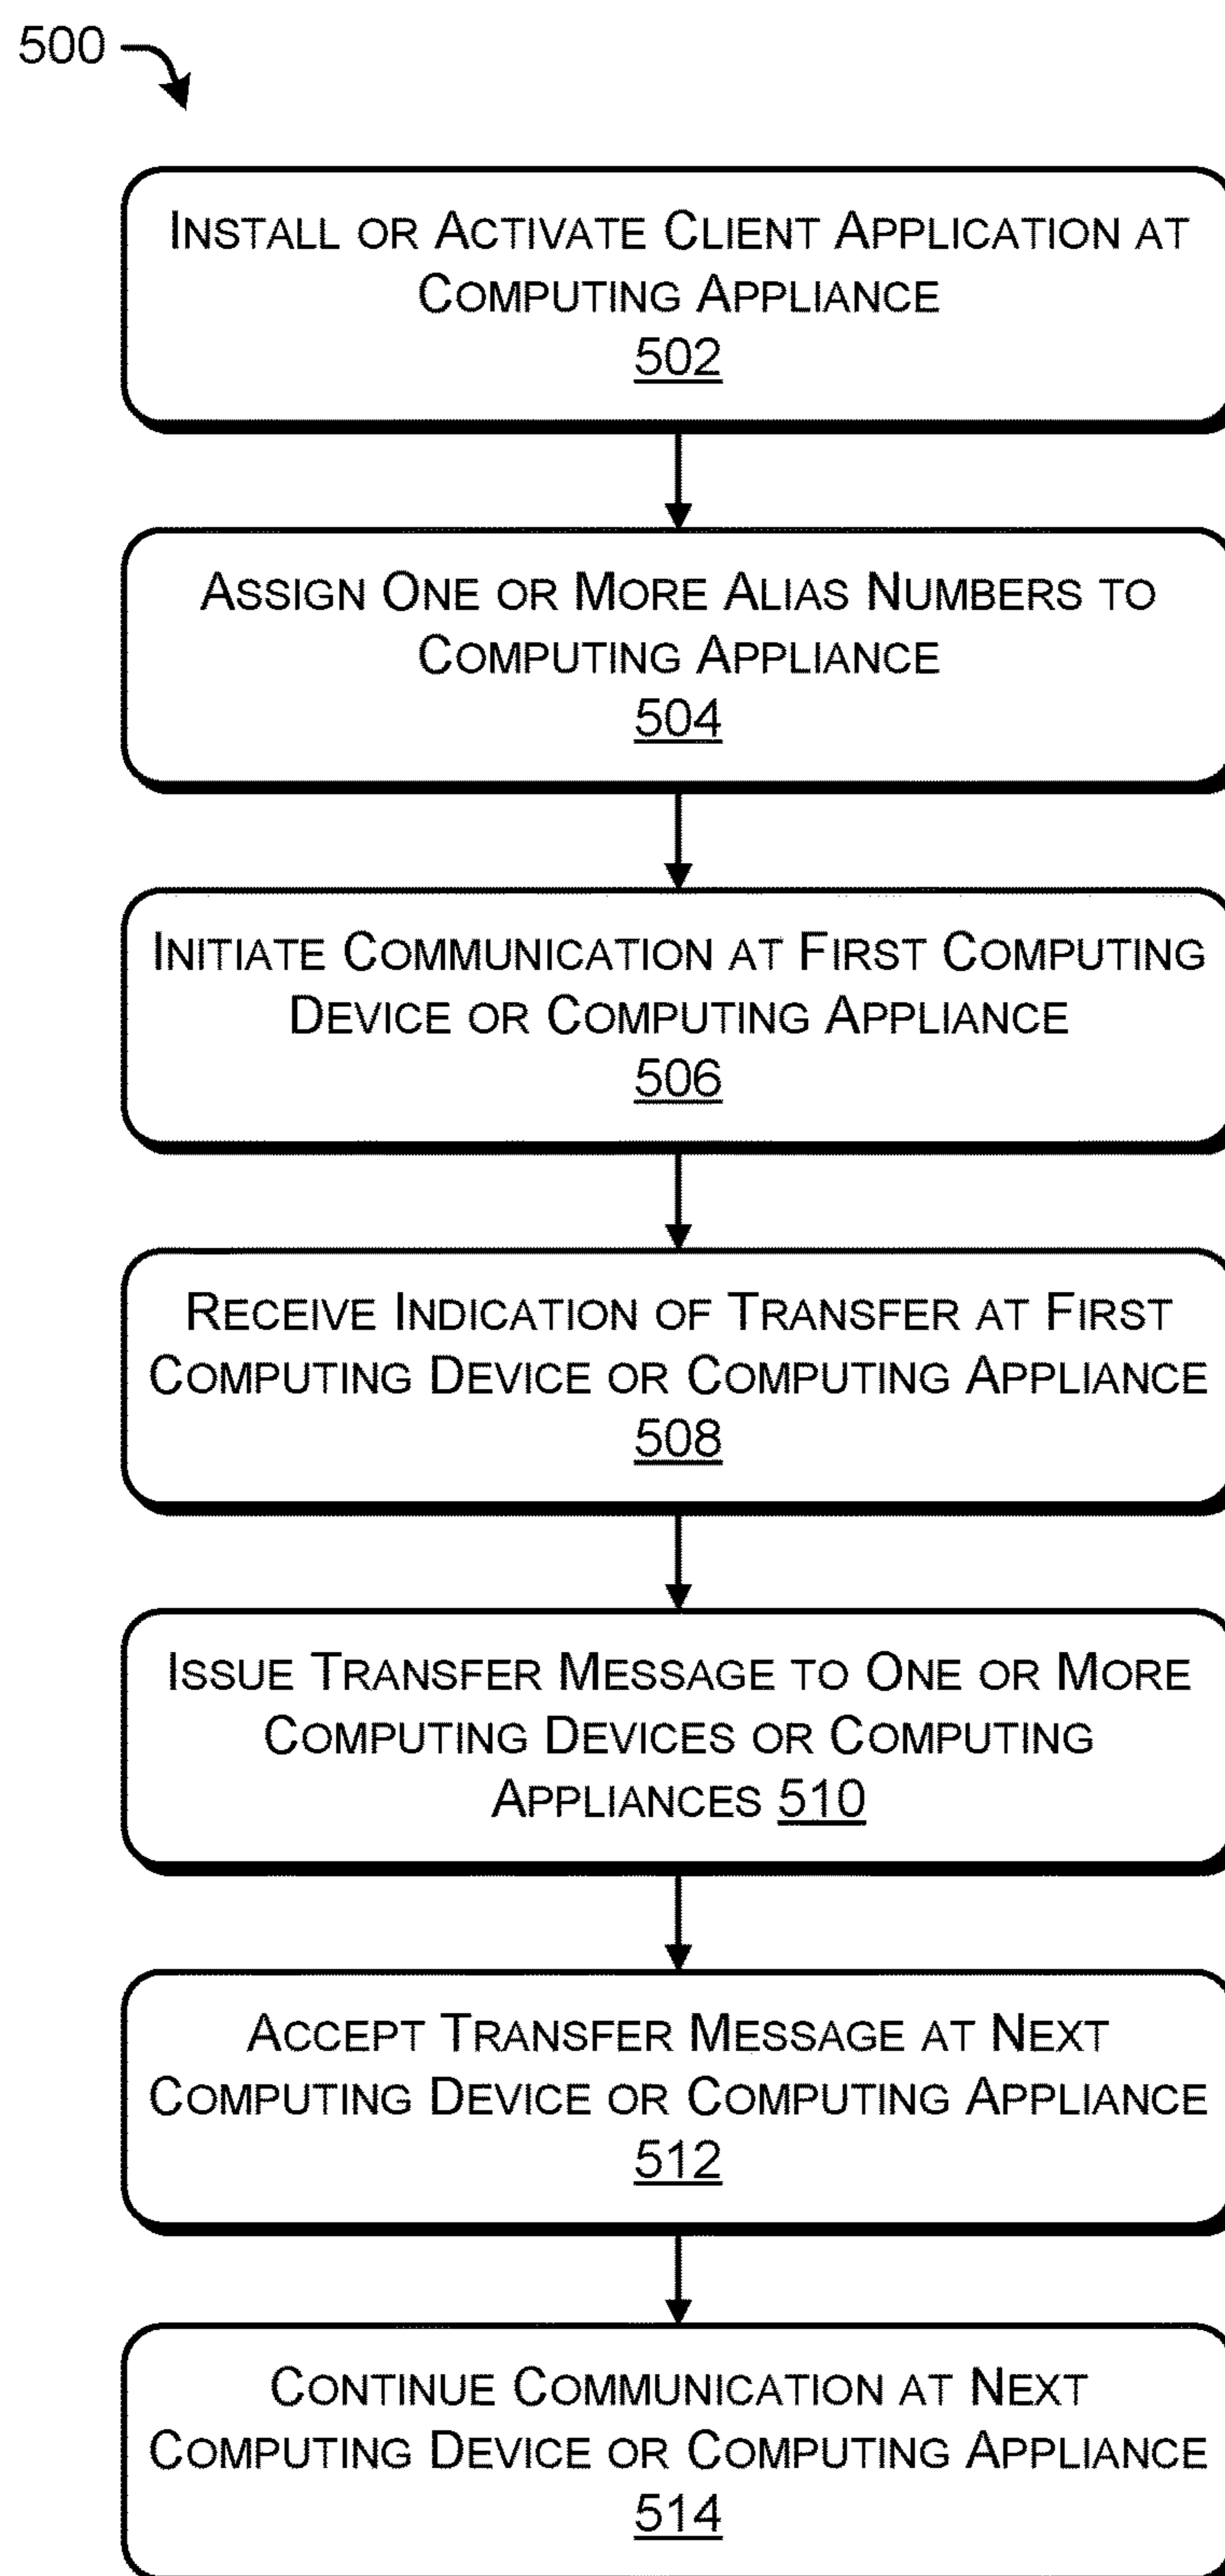 500
INSTALL OR ACTIVATE CLIENT APPLICATION AT
COMPUTING APPLIANCE
502
ASSIGN ONE OR MORE ALIAS NUMBERS TO
COMPUTING APPLIANCE
504
INITIATE COMMUNICATION AT FIRST COMPUTING
DEVICE OR COMPUTING APPLIANCE
506
RECEIVE INDICATION OF TRANSFER AT FIRST
COMPUTING DEVICE OR COMPUTING APPLIANCE
508
ISSUE TRANSFER MESSAGE TO ONE OR MORE
COMPUTING DEVICES OR COMPUTING
APPLIANCES 510
ACCEPT TRANSFER MESSAGE AT NEXT
COMPUTING DEVICE OR COMPUTING APPLIANCE
512
CONTINUE COMMUNICATION AT NEXT
COMPUTING DEVICE OR COMPUTING APPLIANCE
514